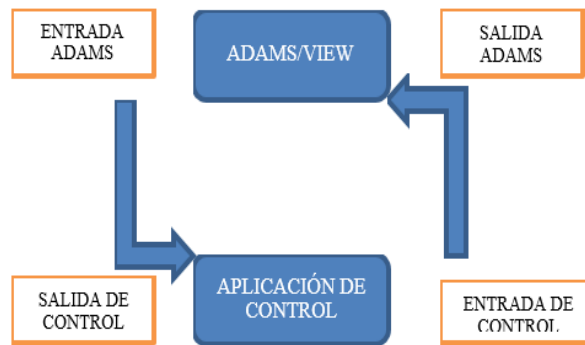 ENTRADA
ADAMS
ADAMS/VIEW
SALIDA
ADAMS
SALIDA DE
CONTROL
APLICACIÓN DE
CONTROL
ENTRADA DE
CONTROL